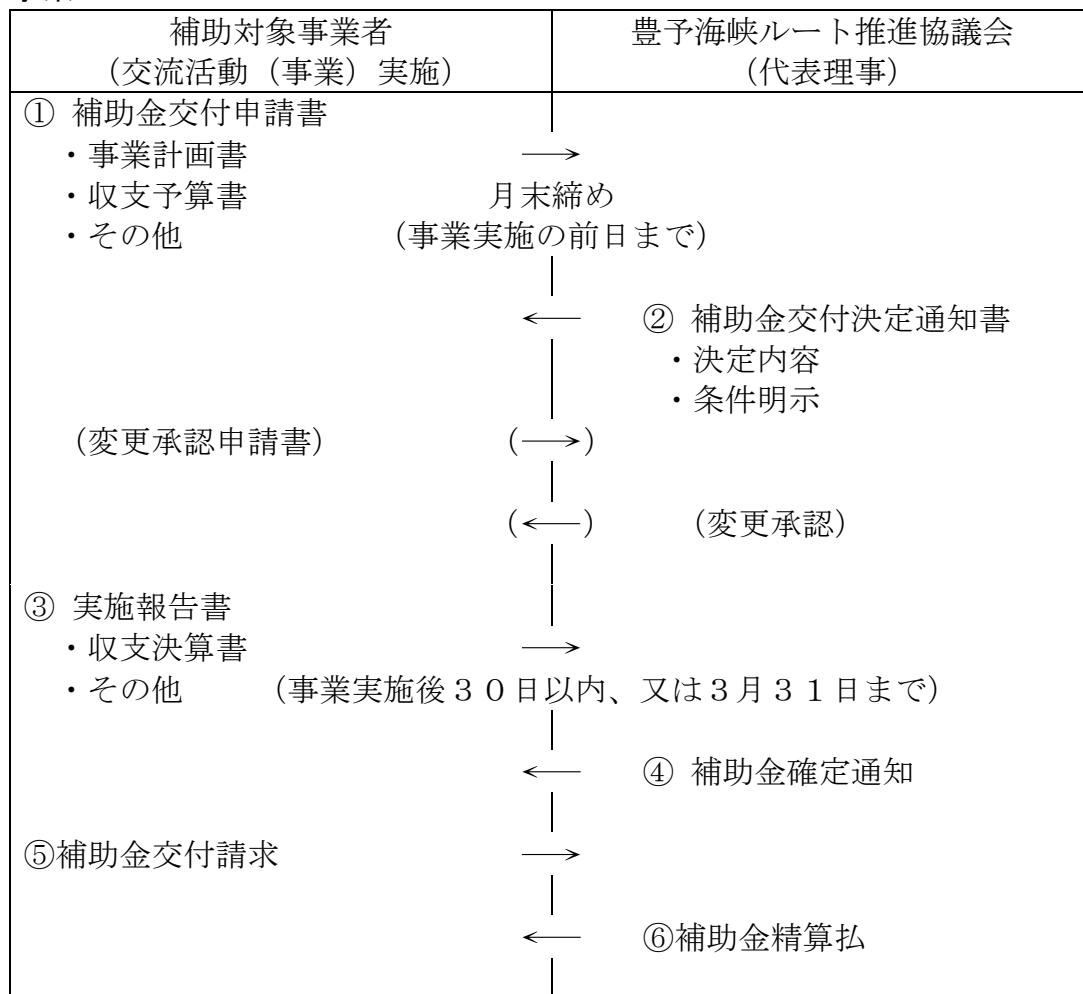 補助対象事業者
（交流活動（事業）実施）
豊予海峡ルート推進協議会
（代表理事）
① 補助金交付申請書
・事業計画書 →
・収支予算書 月末締め
・その他 （事業実施の前日まで）
← ② 補助金交付決定通知書
・決定内容
・条件明示
（変更承認申請書） （→）
（←） （変更承認）
③ 実施報告書
・収支決算書 →
・その他 （事業実施後３０日以内、又は３月３１日まで）
← ④ 補助金確定通知
⑤補助金交付請求 →
← ⑥補助金精算払